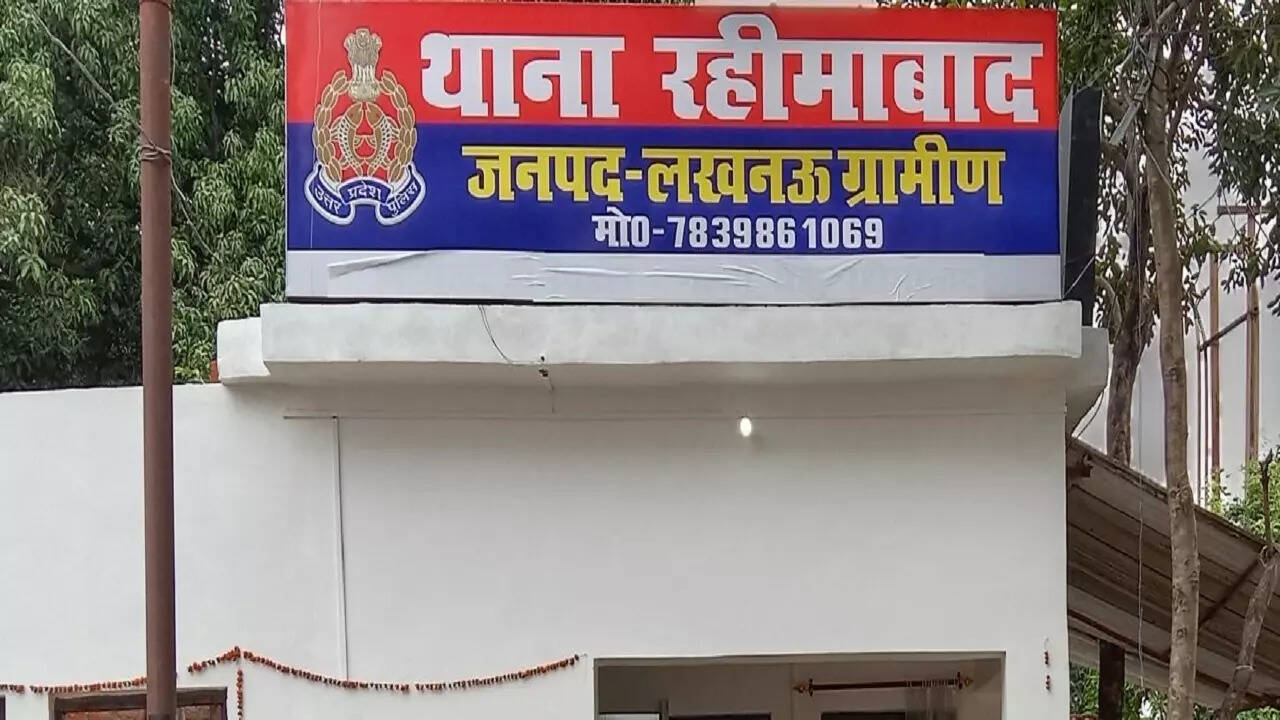 थाना रहीमाबाद
जनपद-लखनऊ ग्रामीण
मो0-7839861069
उत्तर प्रदेश पुलिस